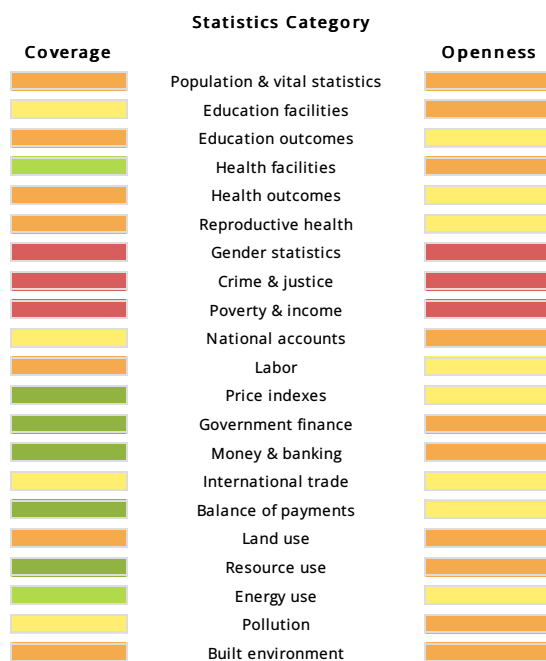 Statistics Category
Coverage Openness
Population & vital statistics
Education facilities
Education outcomes
Health facilities
Health outcomes
Reproductive health
Gender statistics
Crime & justice
Poverty & income
National accounts
Labor
Price indexes
Government finance
Money & banking
International trade
Balance of payments
Land use
Resource use
Energy use
Pollution
Built environment